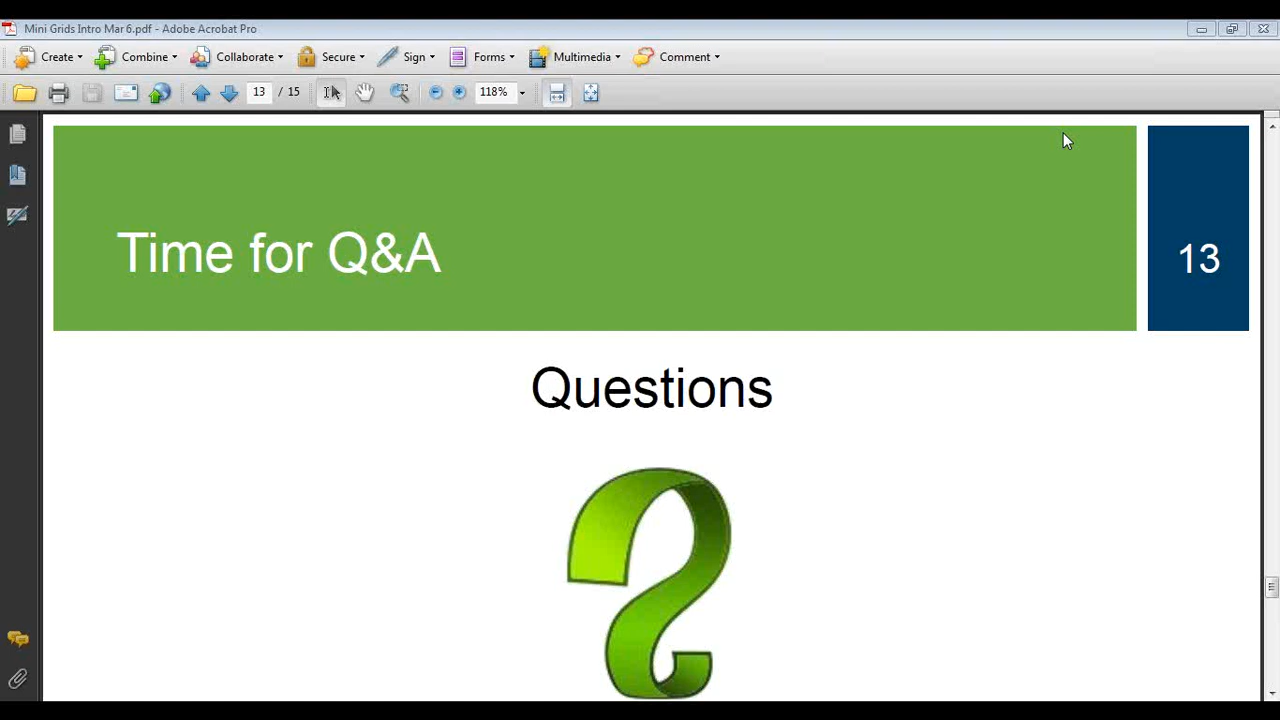 Mini Grids Intro Mar 6.pdf - Adobe Acrobat Pro
Create Combine Collaborate Secure Sign Forms Multimedia Comment
13 / 15 118%
Time for Q&A
13
Questions